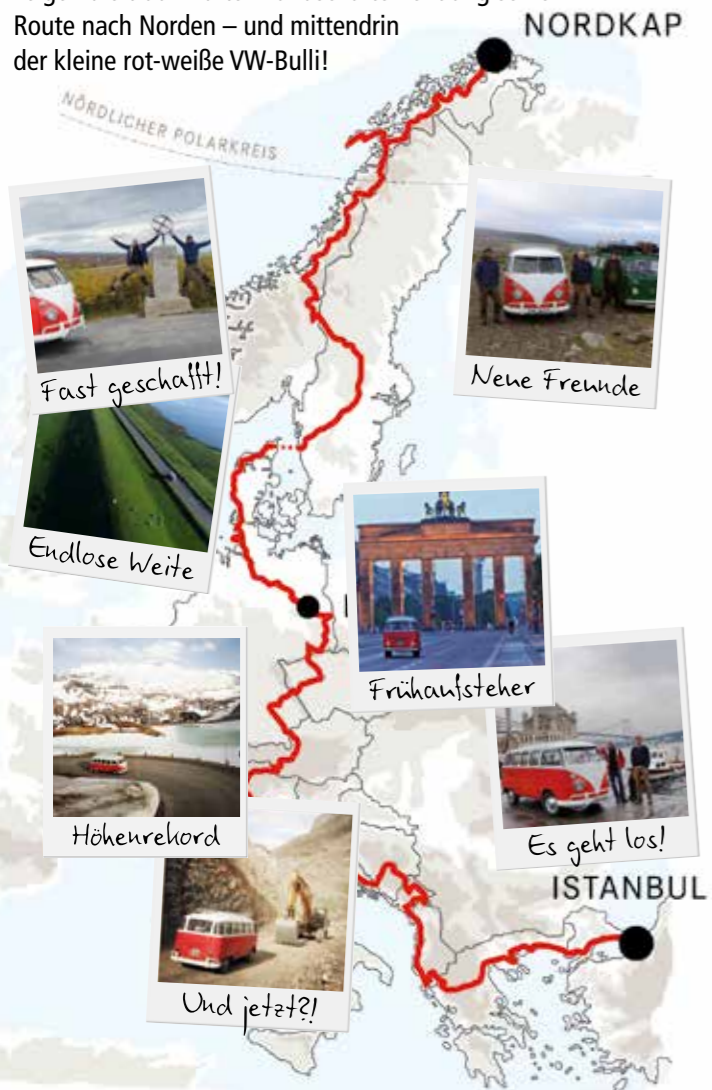 Route nach Norden – und mittendrin
der kleine rot-weiße VW-Bulli!
NORDKAP
NÖRDLICHER POLARKREIS
Fast geschafft!
Neue Freunde
Endlose Weite
Frühaufsteher
Höhenrekord
Es geht los!
ISTANBUL
Und jetzt?!